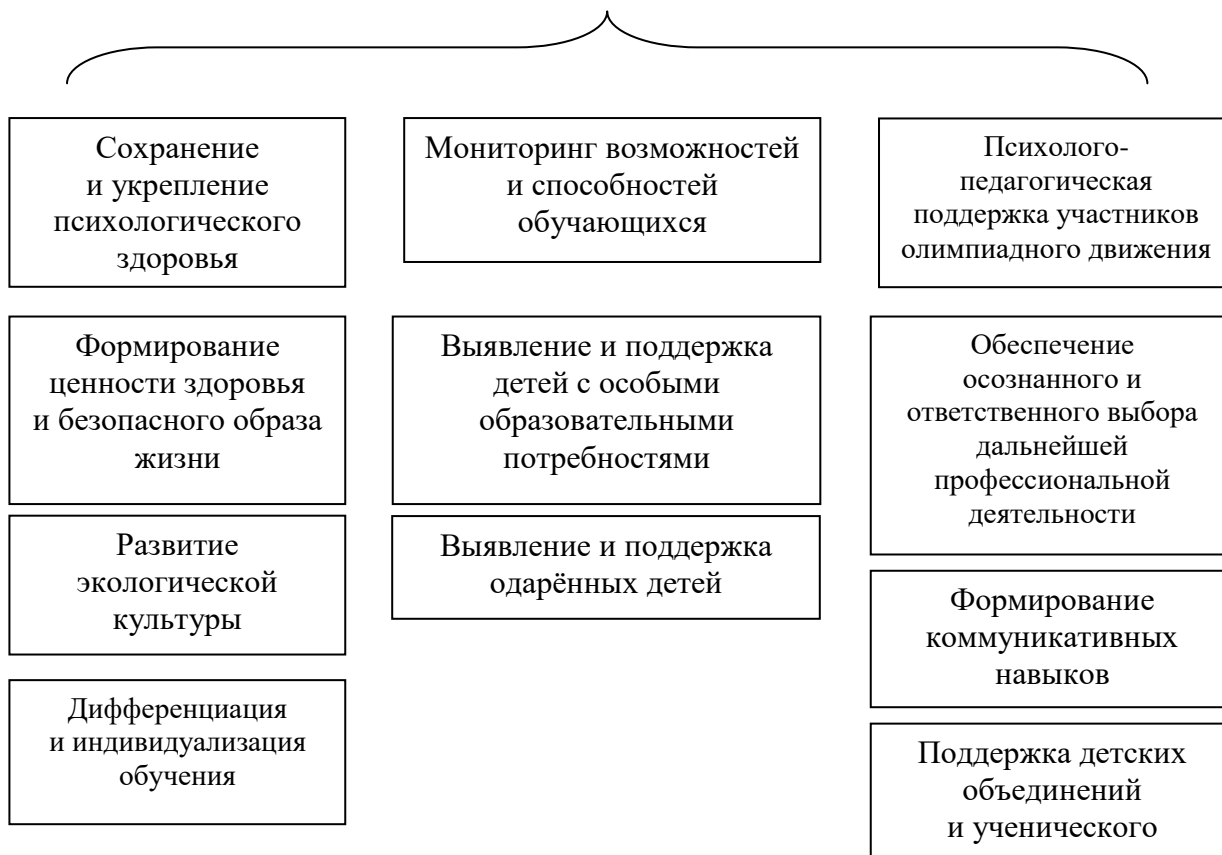 Сохранение
и укрепление
психологического
здоровья
Мониторинг возможностей
и способностей
обучающихся
Психолого-
педагогическая
поддержка участников
олимпиадного движения
Формирование
ценности здоровья
и безопасного образа
жизни
Выявление и поддержка
детей с особыми
образовательными
потребностями
Обеспечение
осознанного и
ответственного выбора
дальнейшей
профессиональной
деятельности
Развитие
экологической
культуры
Выявление и поддержка
одарённых детей
Формирование
коммуникативных
навыков
Дифференциация
и индивидуализация
обучения
Поддержка детских
объединений
и ученического